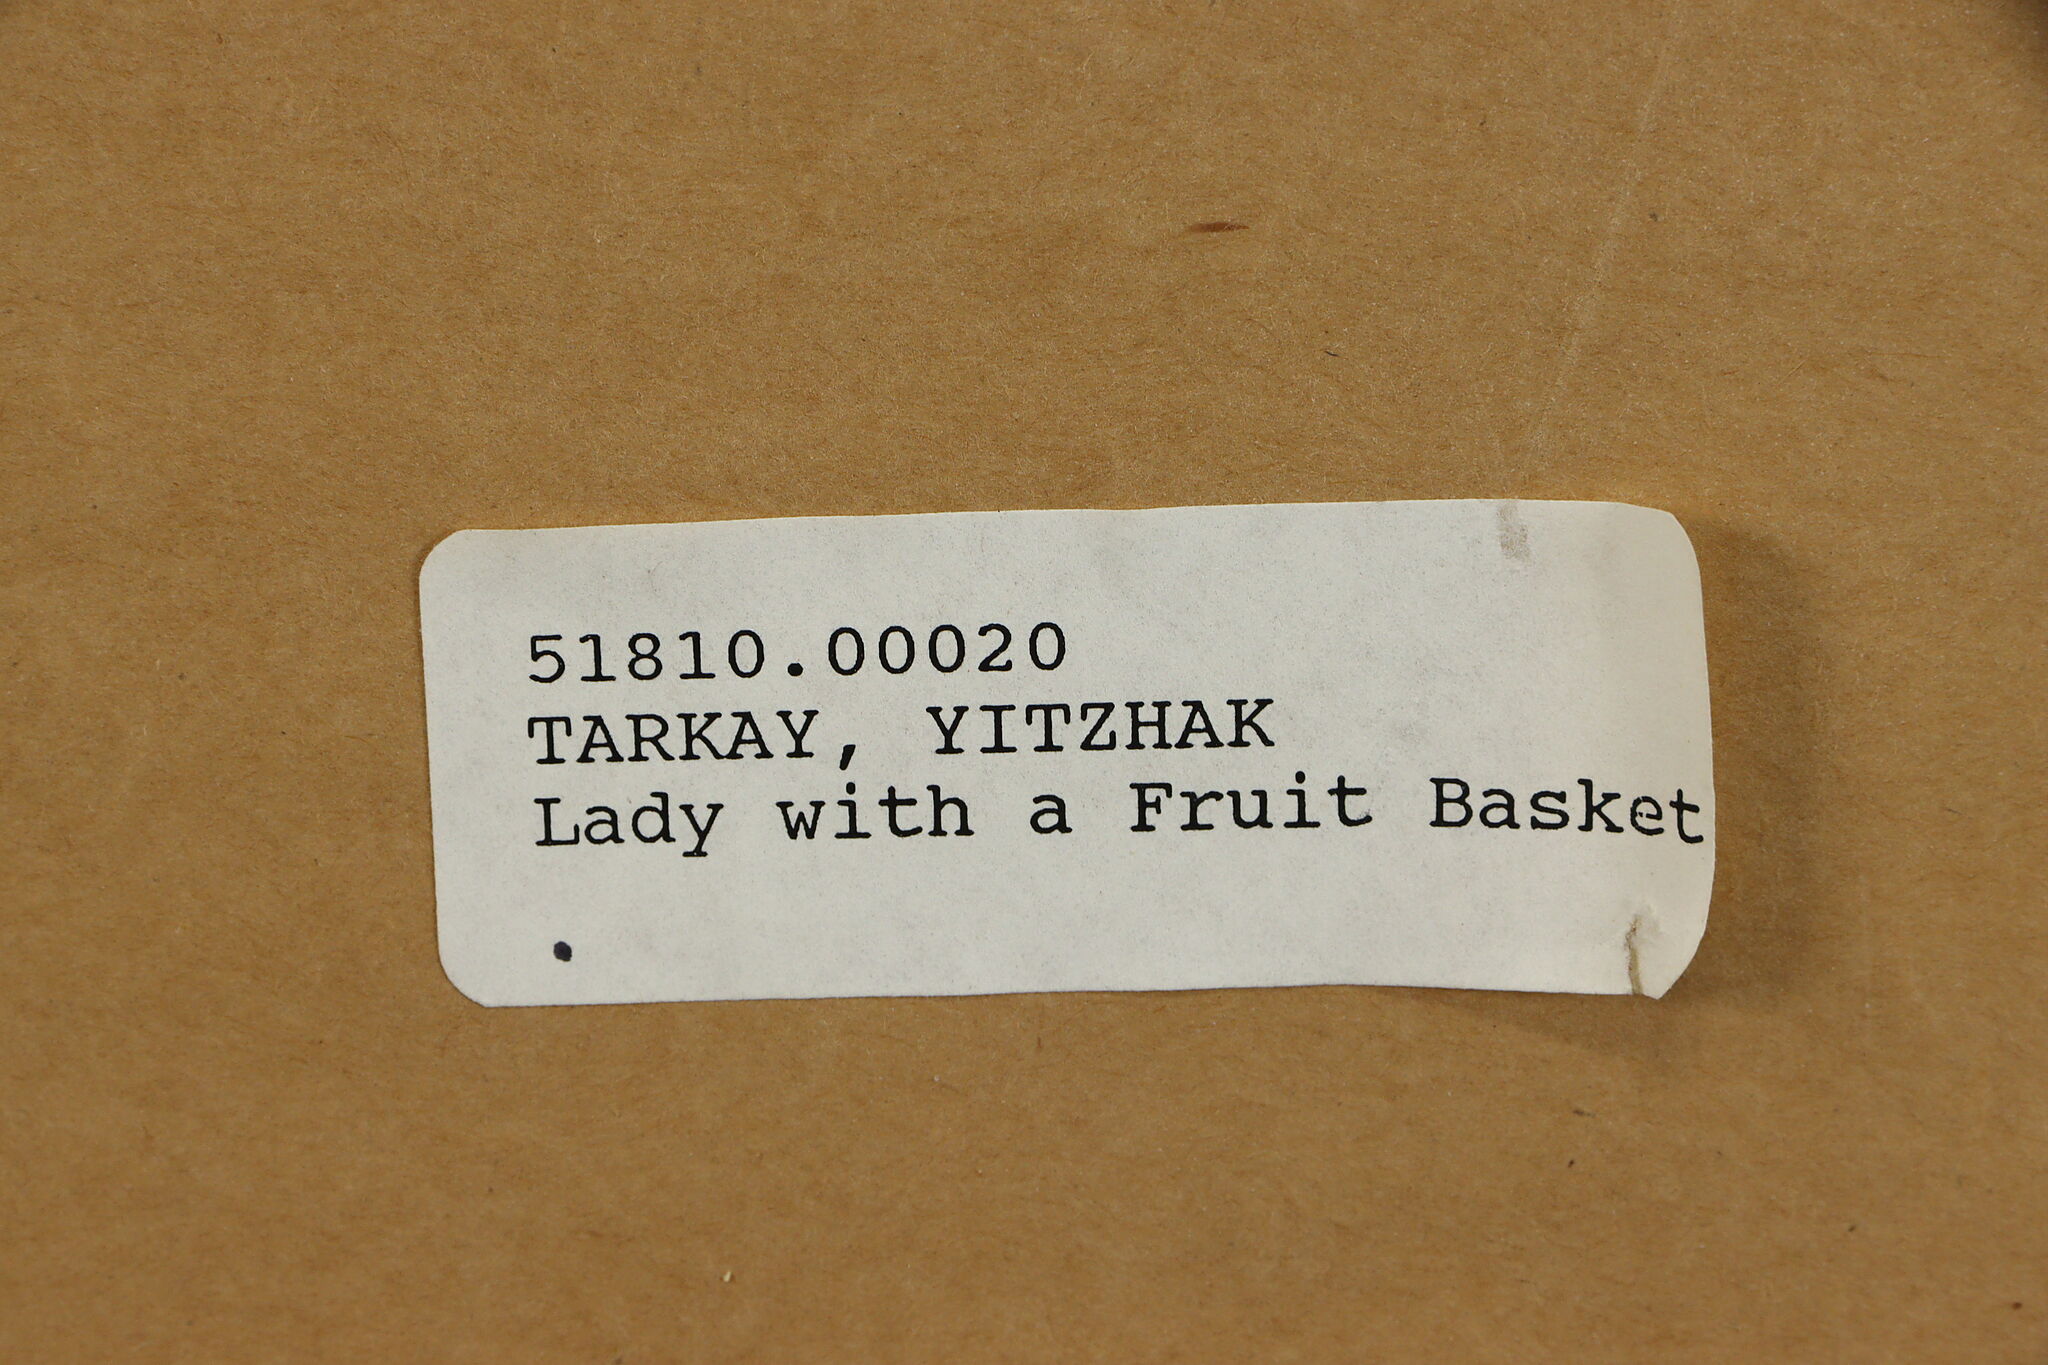 51810.00020
TARKAY, YITZHAK
Lady with a Fruit Basket